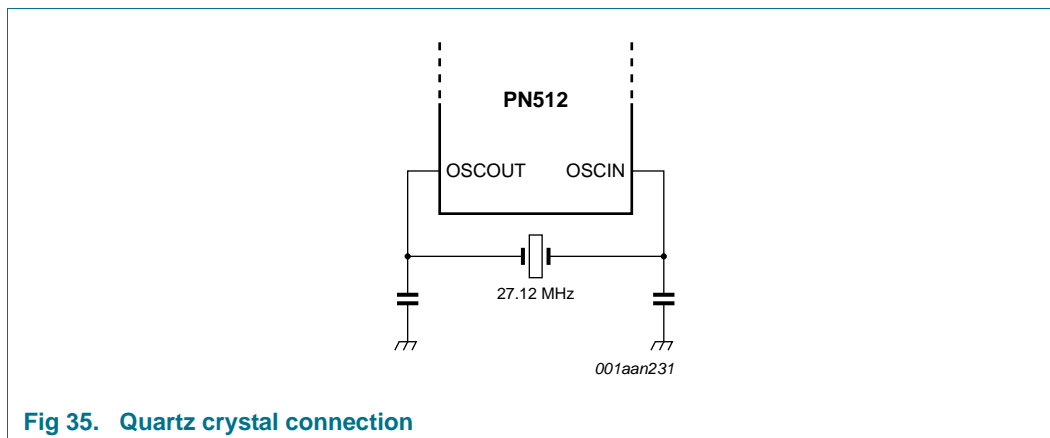 PN512
OSCOUT OSCIN
27.12 MHz
001aan231
Fig 35. Quartz crystal connection